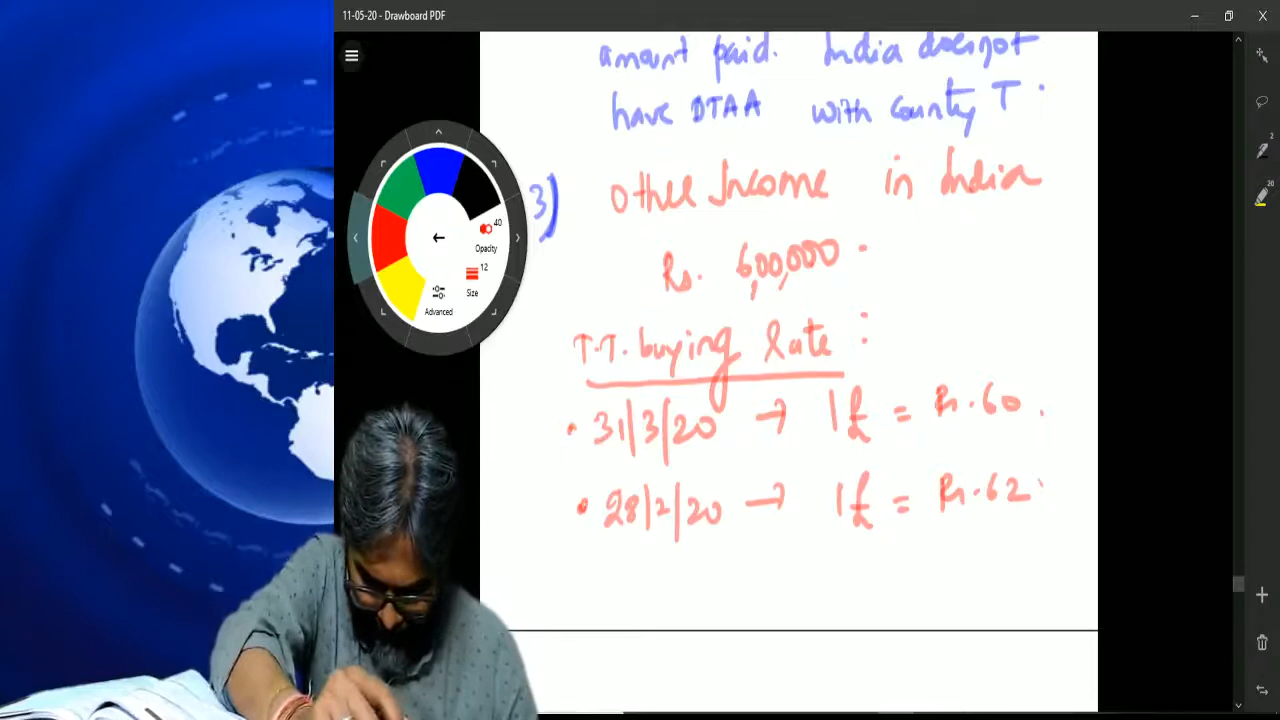 11-05-20 - Drawboard PDF
amount paid. India does not
have DTAA with country T.
3) Other Income in India
Rs. 6,00,000.
T.T. buying Rate :
• 31/3/20 → 1£ = Rs.60.
• 28/2/20 → 1£ = Rs.62.
40
Opacity
12
Size
Advanced
2
20